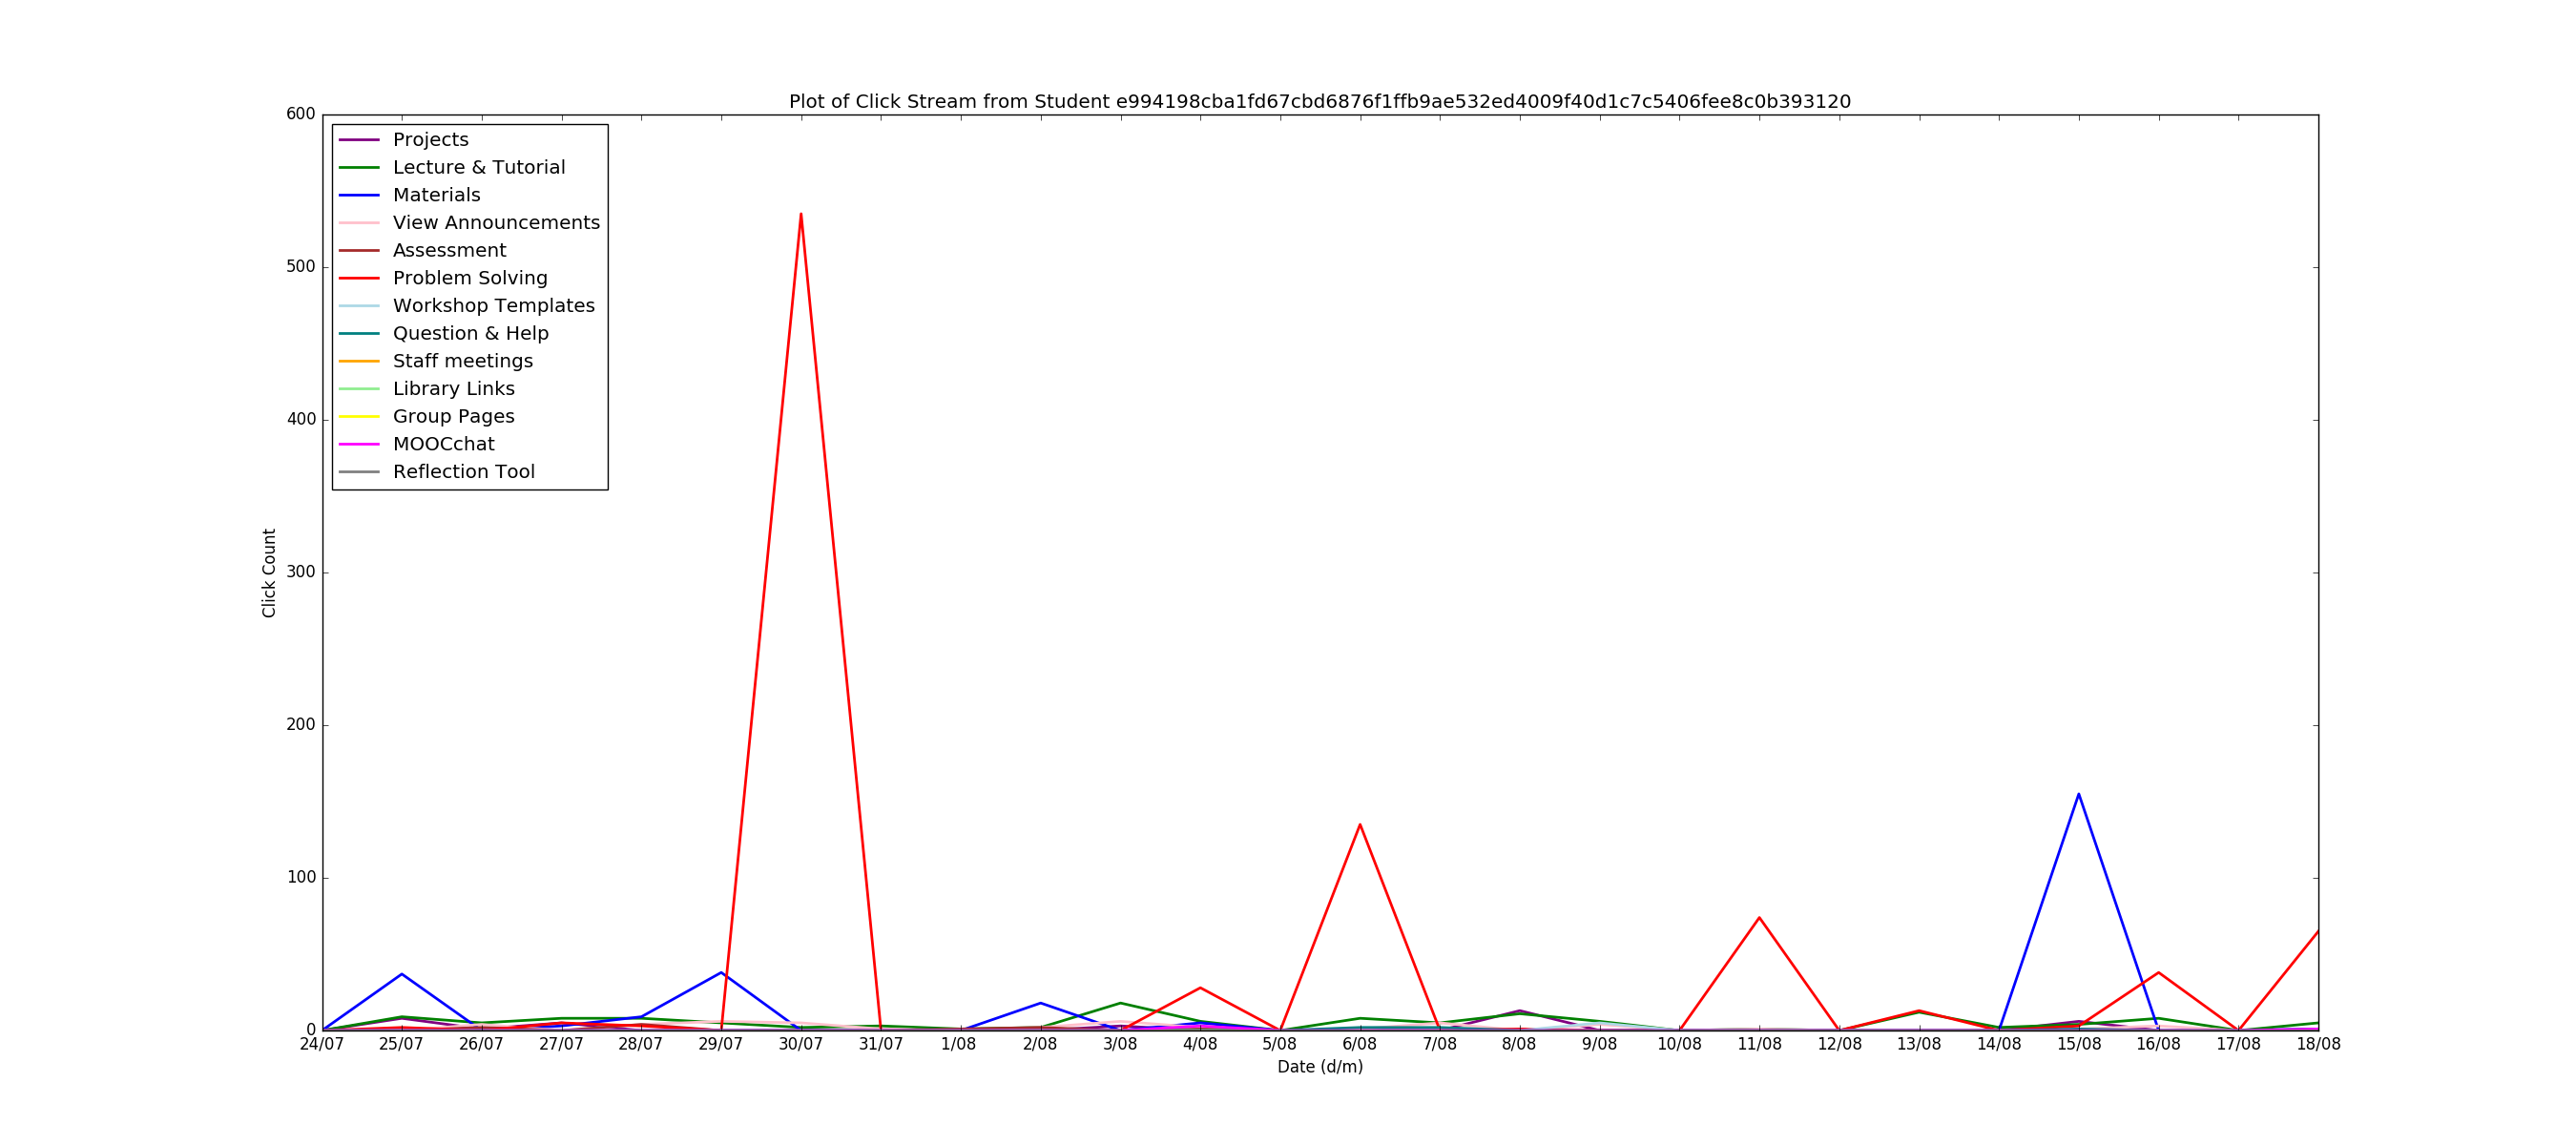 Plot of Click Stream from Student e994198cba1fd67cbd6876f1ffb9ae532ed4009f40d1c7c5406fee8c0b393120
600
500
400
300
200
100
0
Click Count
Projects
Lecture & Tutorial
Materials
View Announcements
Assessment
Problem Solving
Workshop Templates
Question & Help
Staff meetings
Library Links
Group Pages
MOOCchat
Reflection Tool
24/07 25/07 26/07 27/07 28/07 29/07 30/07 31/07 1/08 2/08 3/08 4/08 5/08 6/08 7/08 8/08 9/08 10/08 11/08 12/08 13/08 14/08 15/08 16/08 17/08 18/08
Date (d/m)